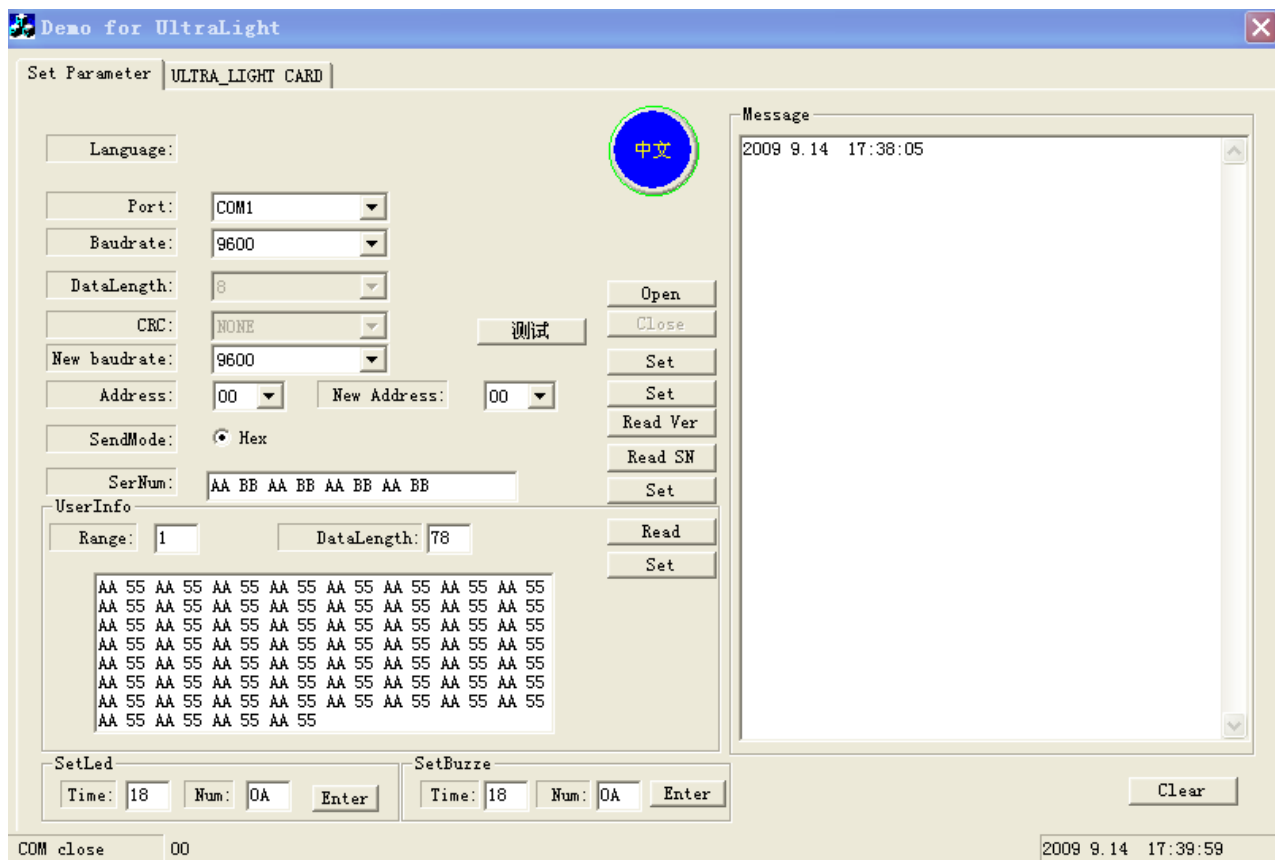 Demo for UltraLight
Set Parameter
ULTRA_LIGHT CARD
Language:
中文
Port:
COM1
Baudrate:
9600
DataLength:
8
Open
CRC:
NONE
测试
Close
New baudrate:
9600
Set
Address:
00
New Address:
00
Set
Read Ver
SendMode:
Hex
Read SN
SerNum:
AA BB AA BB AA BB AA BB
Set
UserInfo
Range:
1
DataLength:
78
Read
Set
AA 55 AA 55 AA 55 AA 55 AA 55 AA 55 AA 55 AA 55
AA 55 AA 55 AA 55 AA 55 AA 55 AA 55 AA 55 AA 55
AA 55 AA 55 AA 55 AA 55 AA 55 AA 55 AA 55 AA 55
AA 55 AA 55 AA 55 AA 55 AA 55 AA 55 AA 55 AA 55
AA 55 AA 55 AA 55 AA 55 AA 55 AA 55 AA 55 AA 55
AA 55 AA 55 AA 55 AA 55 AA 55 AA 55 AA 55 AA 55
AA 55 AA 55 AA 55 AA 55 AA 55 AA 55 AA 55 AA 55
AA 55 AA 55 AA 55 AA 55
SetLed
Time:
18
Num:
0A
Enter
SetBuzze
Time:
18
Num:
0A
Enter
Message
2009 9.14 17:38:05
Clear
COM close
00
2009 9.14 17:39:59